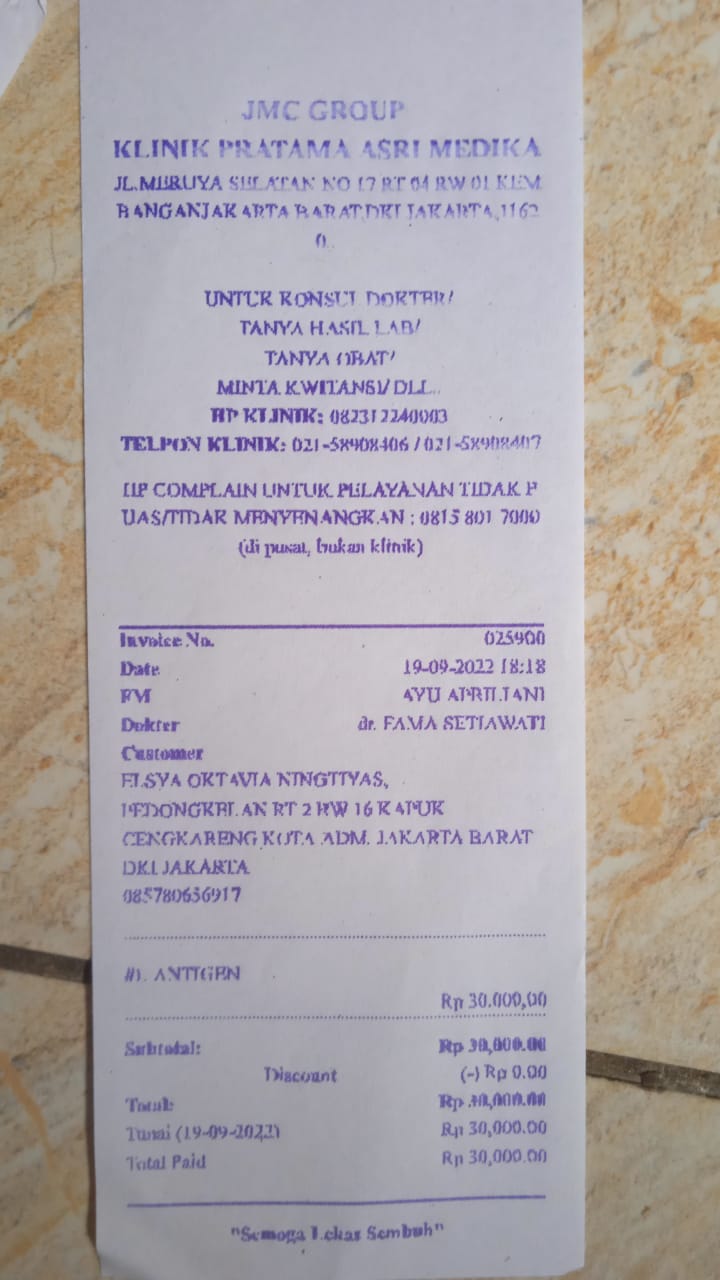 JMC GROUP
KLINIK PRATAMA ASRI MEDIKA
JL.MERUYA SELATAN NO 17 RT 04 RW 01 KEM
BANGANJAKARTA BARAT,DKI JAKARTA,1162
0.
UNTUK KONSUL DOKTER/
TANYA HASIL LAB/
TANYA OBAT/
MINTA KWITANSI/ DLL..
HP KLINIK: 082312240003
TELPON KLINIK: 021-58908406 / 021-58908407
HP COMPLAIN UNTUK PELAYANAN TIDAK P
UAS/TIDAK MENYENANGKAN : 0815 801 7000
(di pusat, bukan klinik)
Invoice No. 025900
Date 19-09-2022 18:18
FM AYU APRILIANI
Dokter dr. FAMA SETIAWATI
Customer
ELSYA OKTAVIA NINGTIYAS,
PEDONGKELAN RT 2 RW 16 KAPUK
CENGKARENG KOTA ADM. JAKARTA BARAT
DKI JAKARTA
085780656917
#1. ANTIGEN
Rp 30.000,00
Subtotal: Rp 30,000.00
Discount (-) Rp 0.00
Total: Rp 30,000.00
Tunai (19-09-2022) Rp 30,000.00
Total Paid Rp 30,000.00
"Semoga Lekas Sembuh"